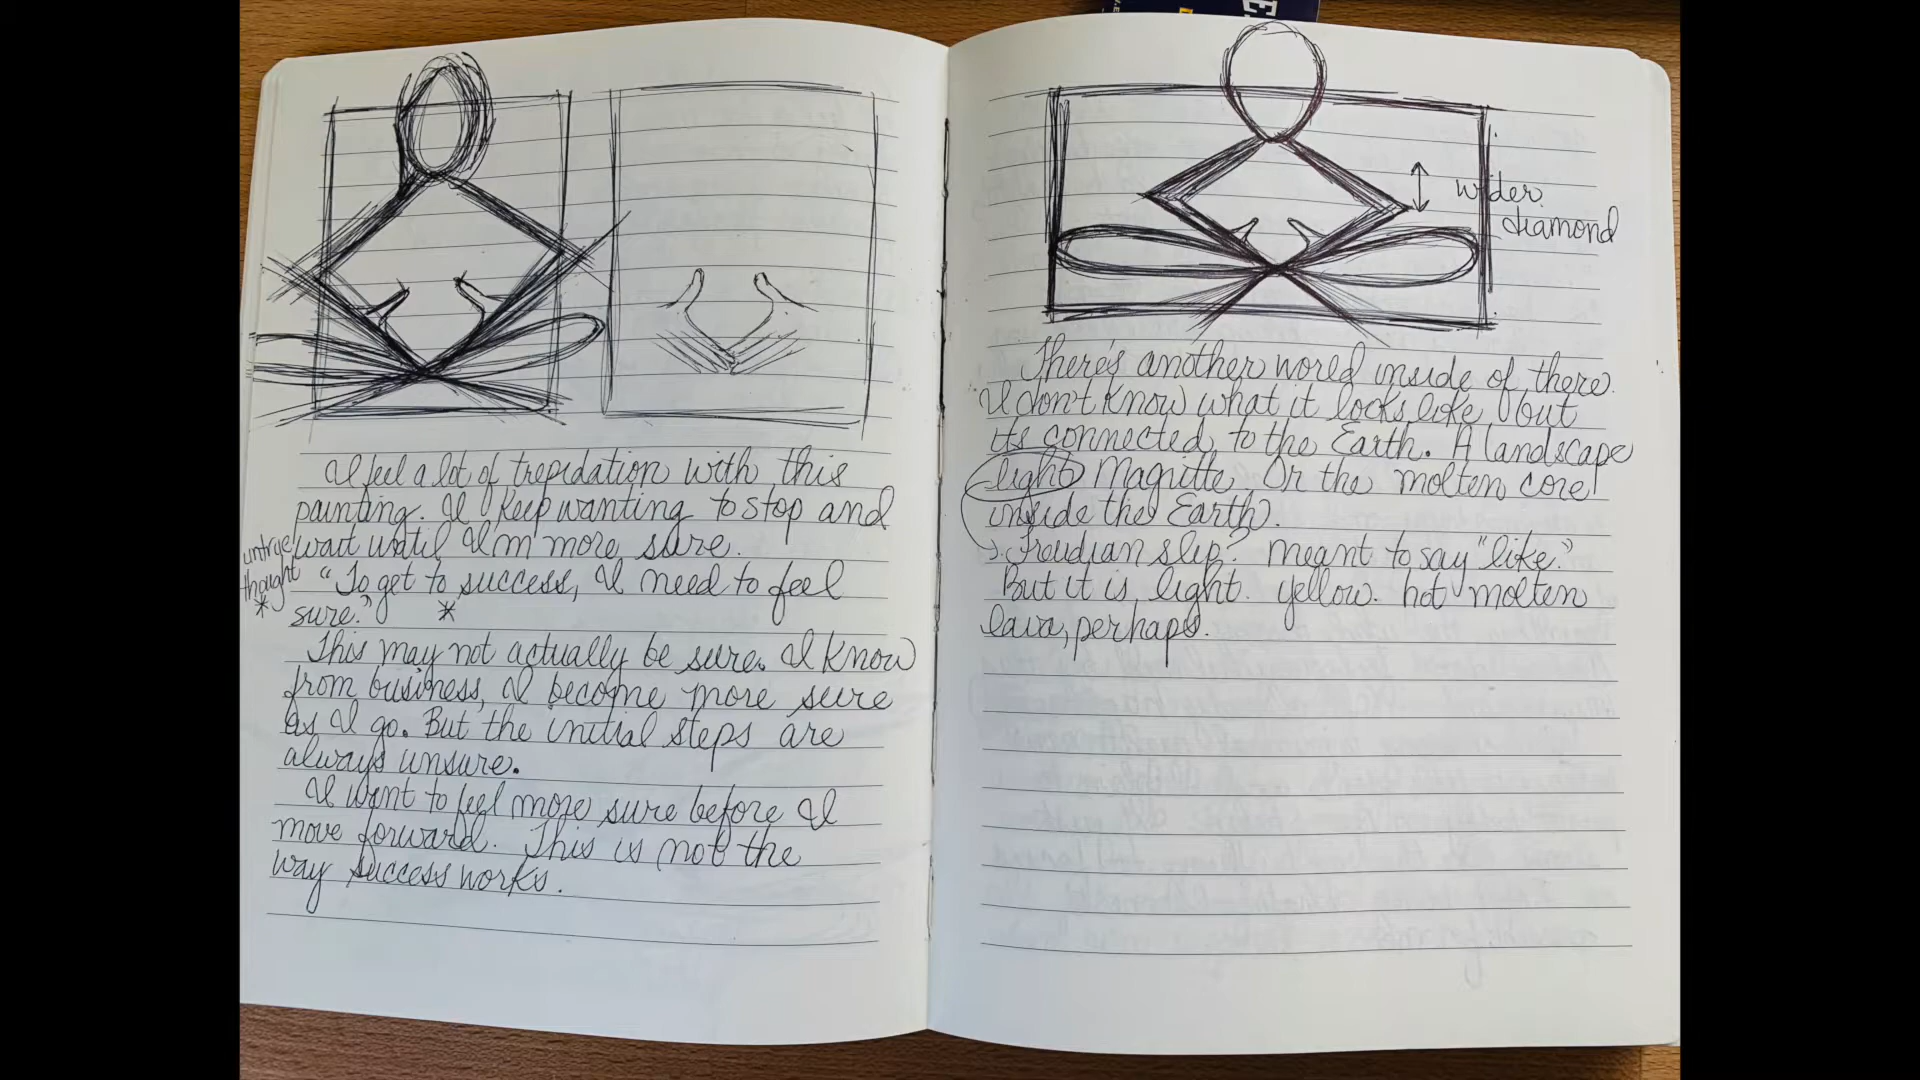 I feel a lot of trepidation with this
painting. I keep wanting to stop and
wait until I'm more sure.
untrue
thought
*
"To get to success, I need to feel
sure." *
This may not actually be sure. I know
from business, I become more sure
as I go. But the initial steps are
always unsure.
I want to feel more sure before I
move forward. This is not the
way success works.
wider
diamond
There's another world inside of there.
I don't know what it looks like but
its connected to the Earth. A landscape
light Magritte. Or the molten core
inside the Earth.
Freudian slip? meant to say "like."
But it is light. yellow. hot molten
lava, perhaps.